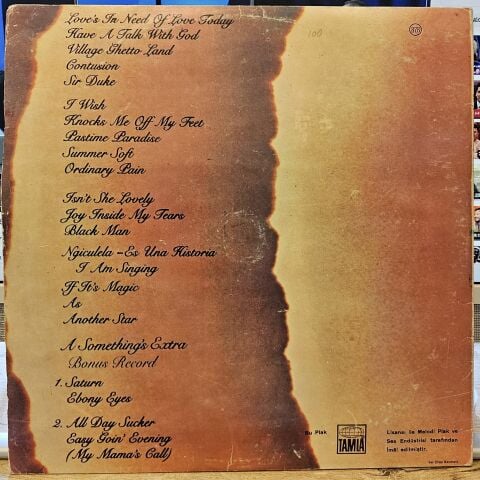 Love's In Need Of Love Today
Have A Talk With God
Village Ghetto Land
Contusion
Sir Duke
I Wish
Knocks Me Off My Feet
Pastime Paradise
Summer Soft
Ordinary Pain
Isn't She Lovely
Joy Inside My Tears
Black Man
Ngiculela -Es Una Historia
I Am Singing
If It's Magic
As
Another Star
A Something's Extra
Bonus Record
1. Saturn
Ebony Eyes
2. All Day Sucker
Easy Goin' Evening
(My Mama's Call)
100
Bu Plak
TAMLA
Lisansı ile Melodi Plak ve
Ses Endüstrisi tarafından
imâl edilmiştir.